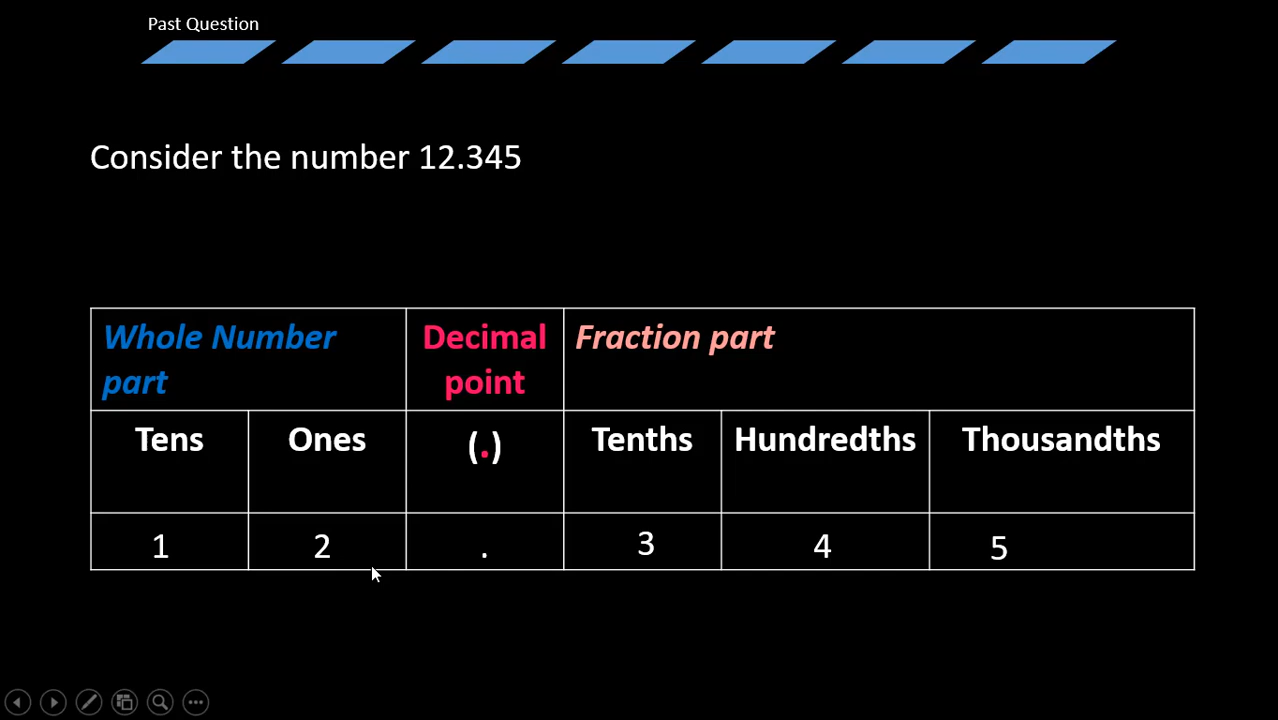 Past Question
Consider the number 12.345
Whole Number
part
Decimal
point
Fraction part
Tens
Ones
(.)
Tenths
Hundredths
Thousandths
1
2
.
3
4
5